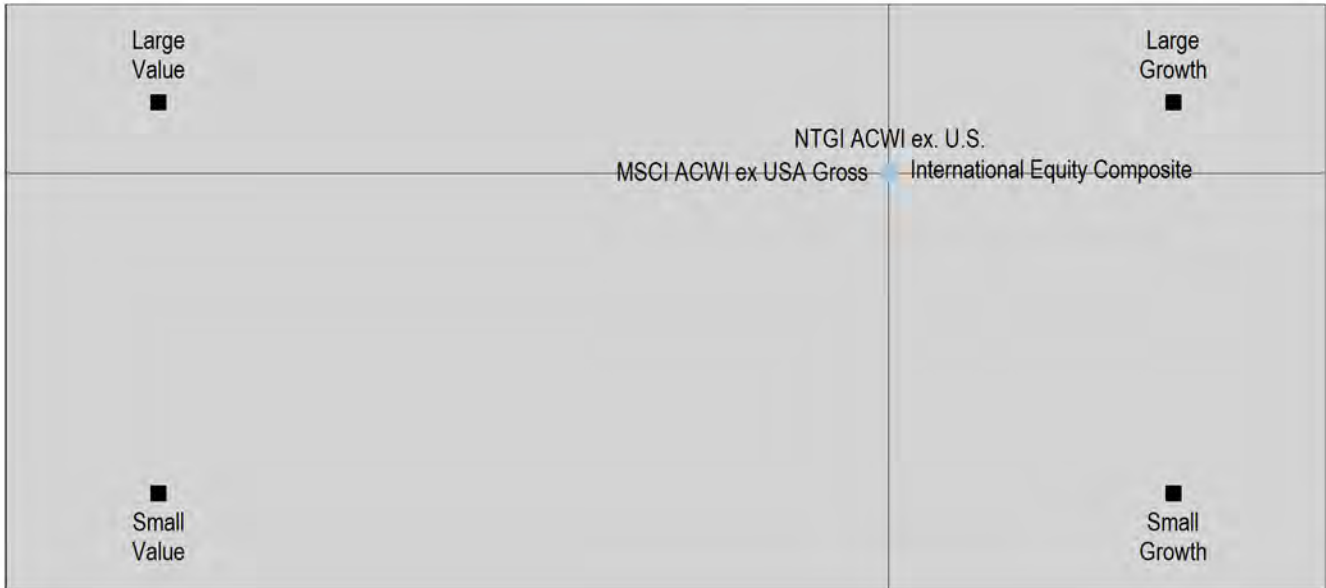 Large
Value
Large
Growth
NTGI ACWI ex. U.S.
MSCI ACWI ex USA Gross
International Equity Composite
Small
Value
Small
Growth